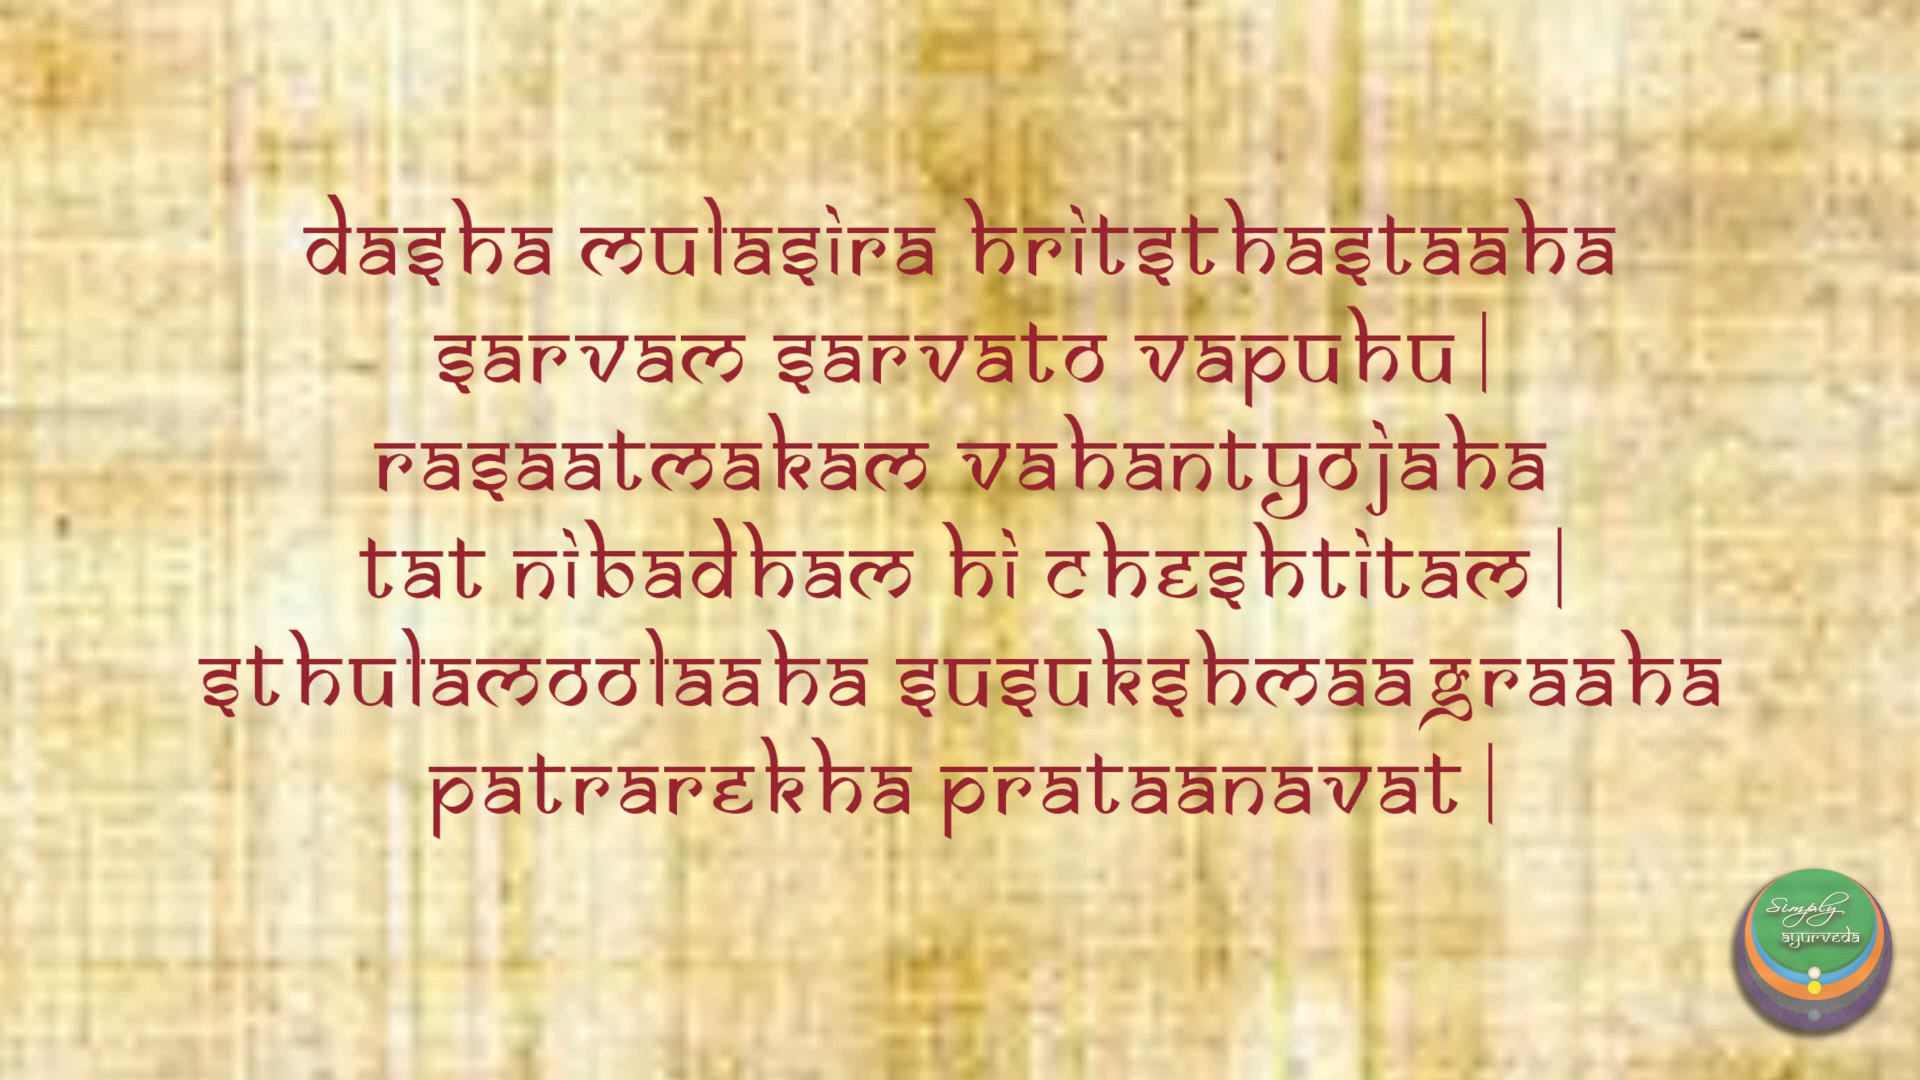 dasha mulasira hritsthastaaha
sarvam sarvato vapuhu|
rasaatmakam vahantyojaha
tat nibadham hi cheshtitam|
sthulamoolaaha susukshmaagraaha
patrarekha prataanavat|
Simply
ayurveda